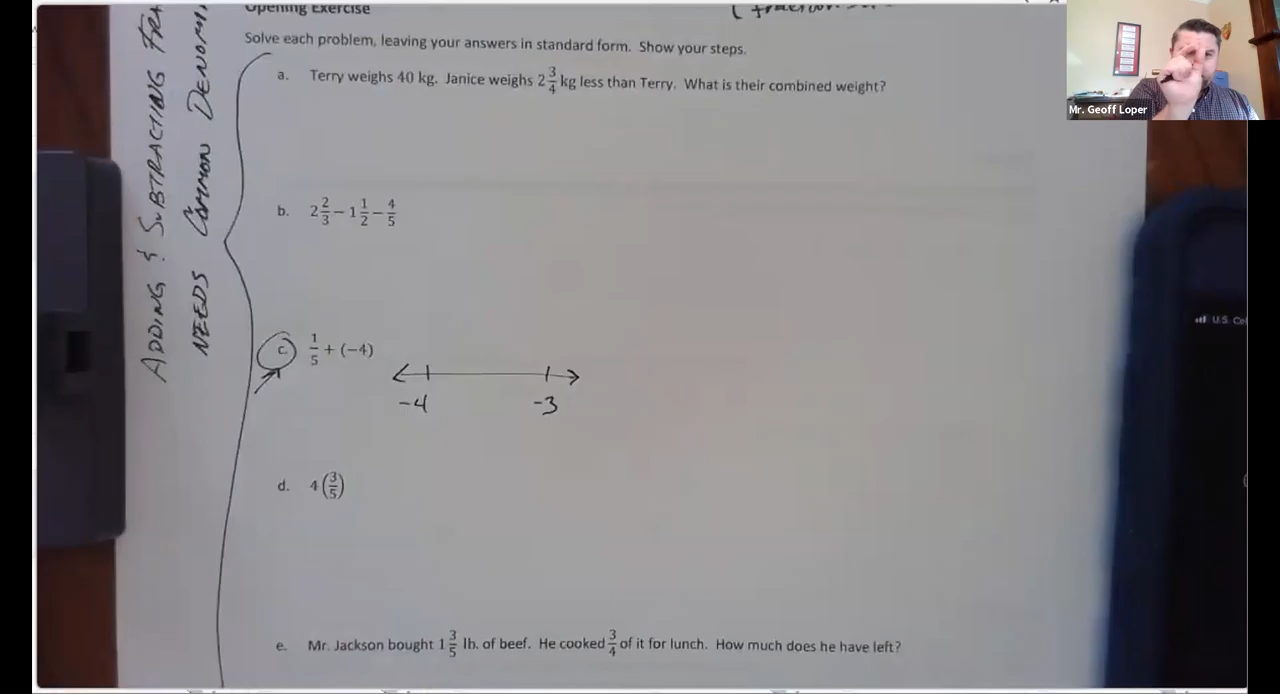 Opening Exercise
Solve each problem, leaving your answers in standard form. Show your steps.
a. Terry weighs 40 kg. Janice weighs 2 3/4 kg less than Terry. What is their combined weight?
b. 2 2/3 − 1 1/2 − 4/5
c. 1/5 + (−4)
-4 -3
d. 4(3/5)
e. Mr. Jackson bought 1 3/5 lb. of beef. He cooked 3/4 of it for lunch. How much does he have left?
ADDING & SUBTRACTING
NEEDS COMMON
Mr. Geoff Loper